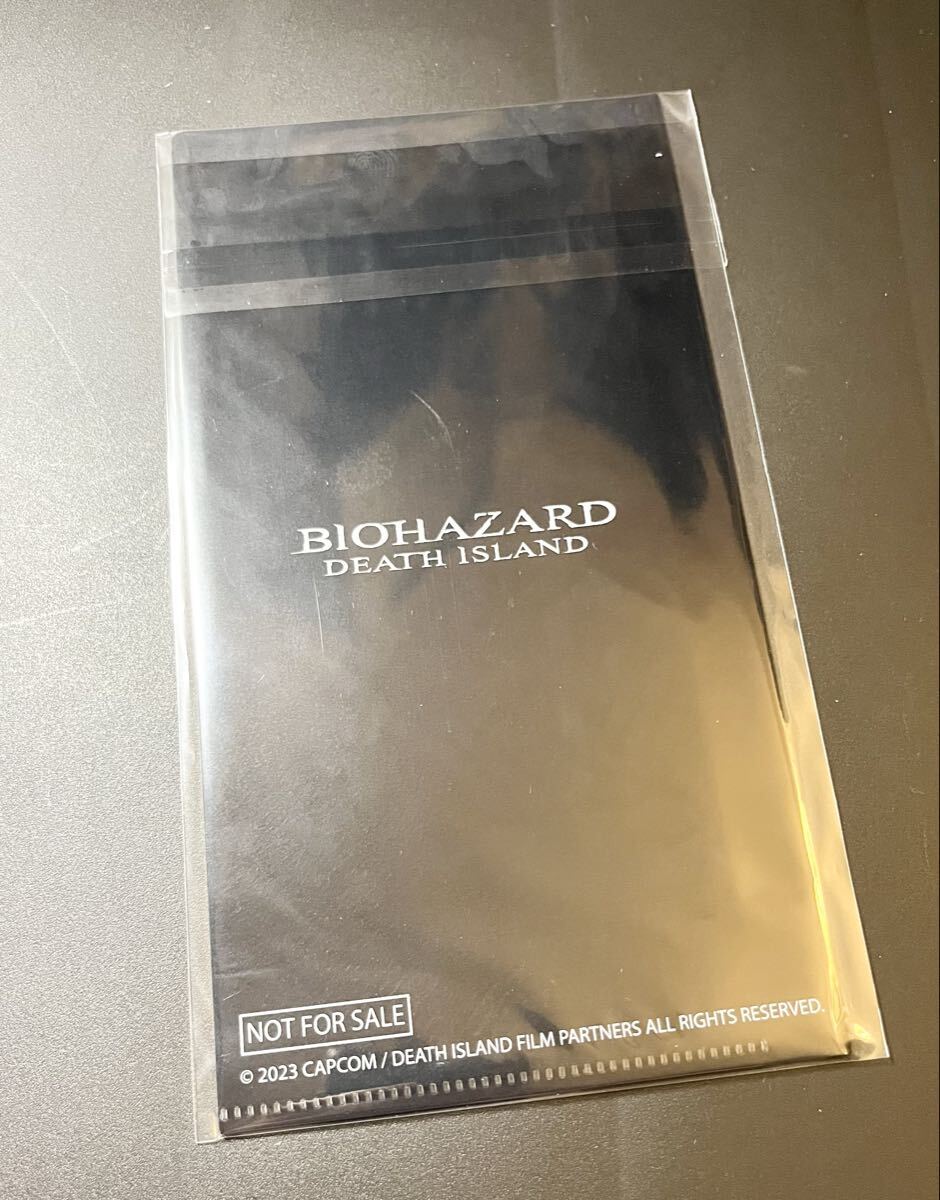 BIOHAZARD
DEATH ISLAND
NOT FOR SALE
© 2023 CAPCOM / DEATH ISLAND FILM PARTNERS ALL RIGHTS RESERVED.